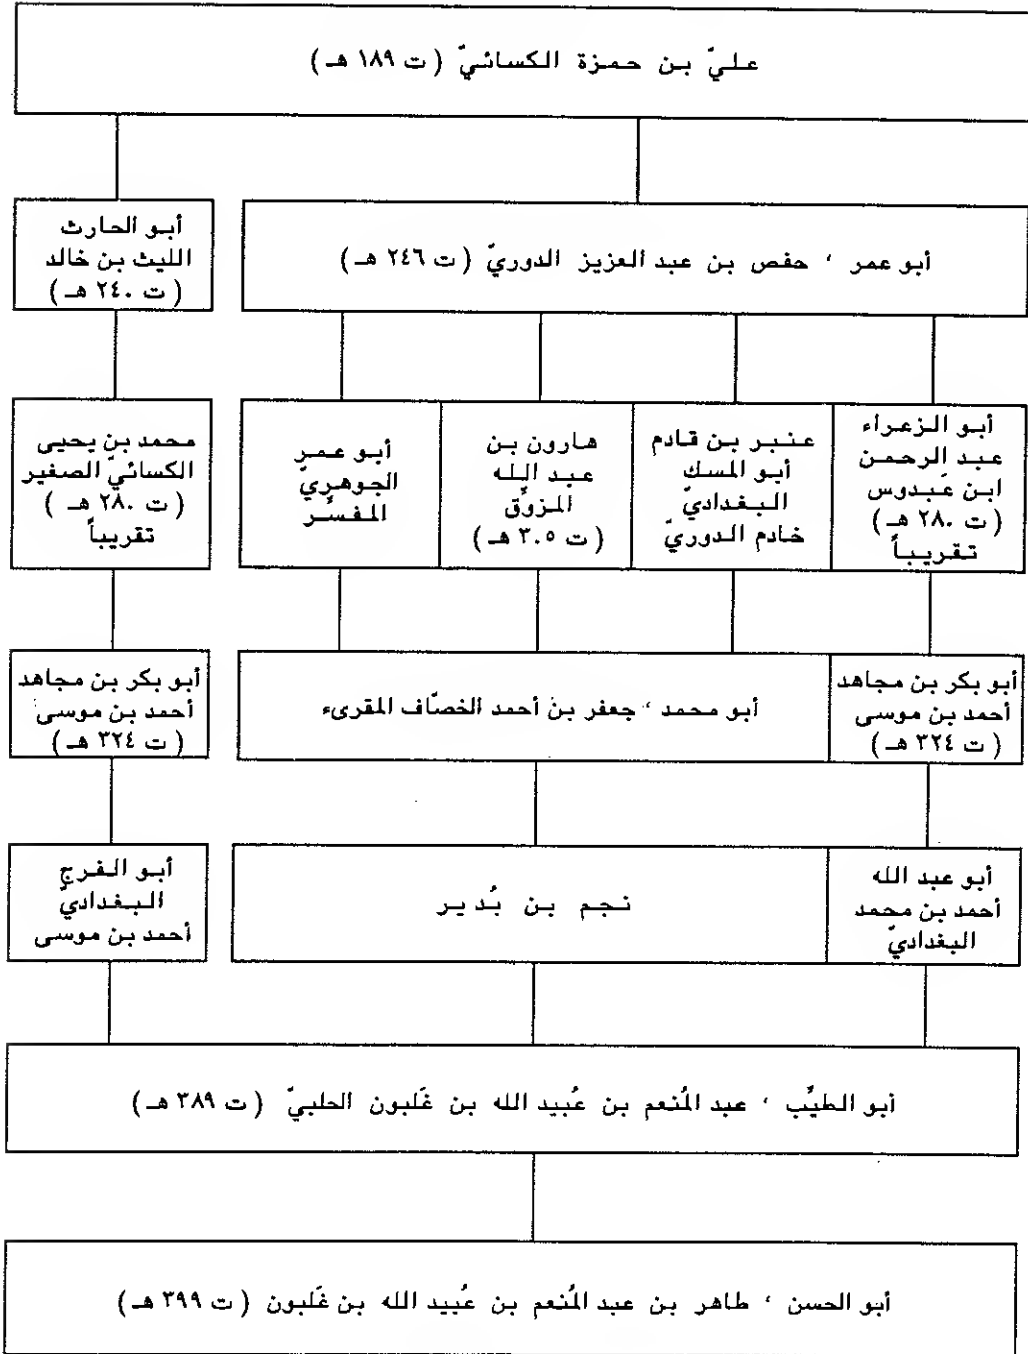 عليّ بن حمزة الكسائيّ ( ت ١٨٩ هـ )
أبو عمر ، حفص بن عبد العزيز الدوريّ ( ت ٢٤٦ هـ )
أبو الحارث
الليث بن خالد
( ت ٢٤٠ هـ )
أبو الزعراء
عبد الرحمن
ابن عَبدوس
( ت ٢٨٠ هـ )
تقريباً
عنبر بن قادم
أبو المسك
البغداديّ
خادم الدوريّ
هارون بن
عبد الله
المزوِّق
( ت ٣٠٥ هـ )
أبو عمر
الجوهريّ
المفسِّر
محمد بن يحيى
الكسائيّ الصغير
( ت ٢٨٠ هـ )
تقريباً
أبو بكر بن مجاهد
أحمد بن موسى
( ت ٣٢٤ هـ )
أبو محمد ، جعفر بن أحمد الخصّاف المقرىء
أبو بكر بن مجاهد
أحمد بن موسى
( ت ٣٢٤ هـ )
أبو عبد الله
أحمد بن محمد
البغداديّ
نجم بن بُدير
أبو الفرج
البغداديّ
أحمد بن موسى
أبو الطيِّب ، عبد المُنعم بن عُبيد الله بن غَلبون الحلبيّ ( ت ٣٨٩ هـ )
أبو الحسن ، طاهر بن عبد المُنعم بن عُبيد الله بن غَلبون ( ت ٣٩٩ هـ )